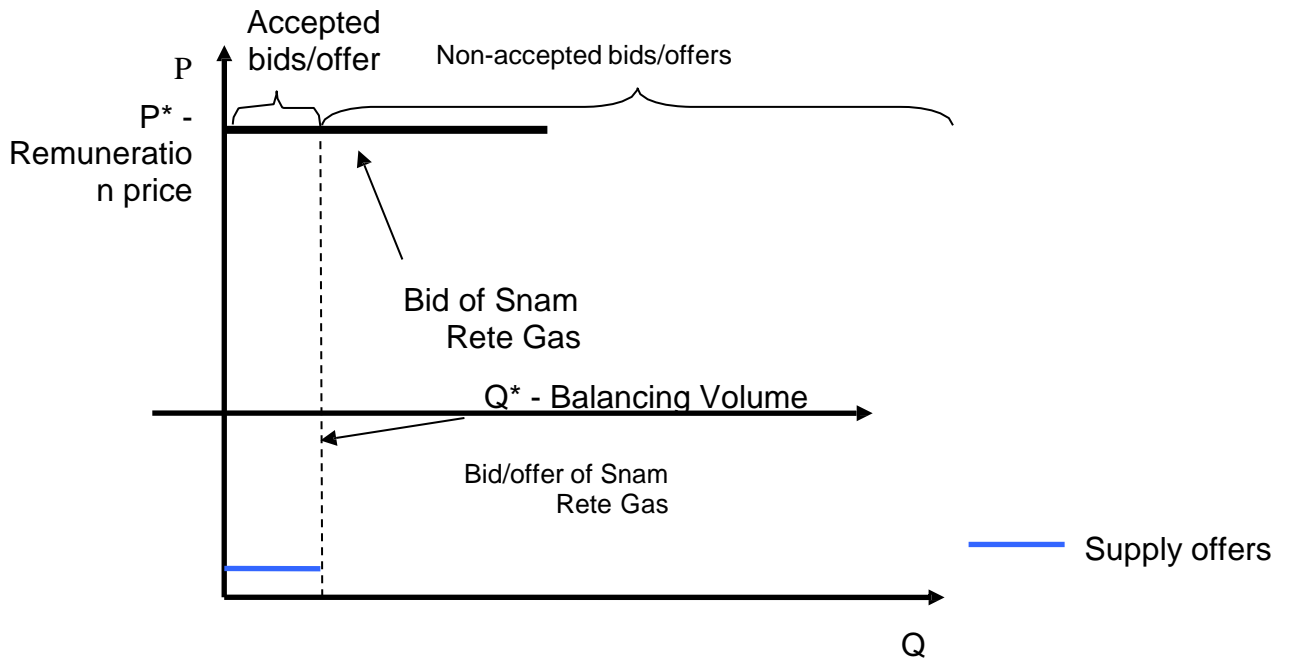 Accepted
bids/offer
Non-accepted bids/offers
P
P* -
Remuneratio
n price
Bid of Snam
Rete Gas
Q* - Balancing Volume
Bid/offer of Snam
Rete Gas
Supply offers
Q